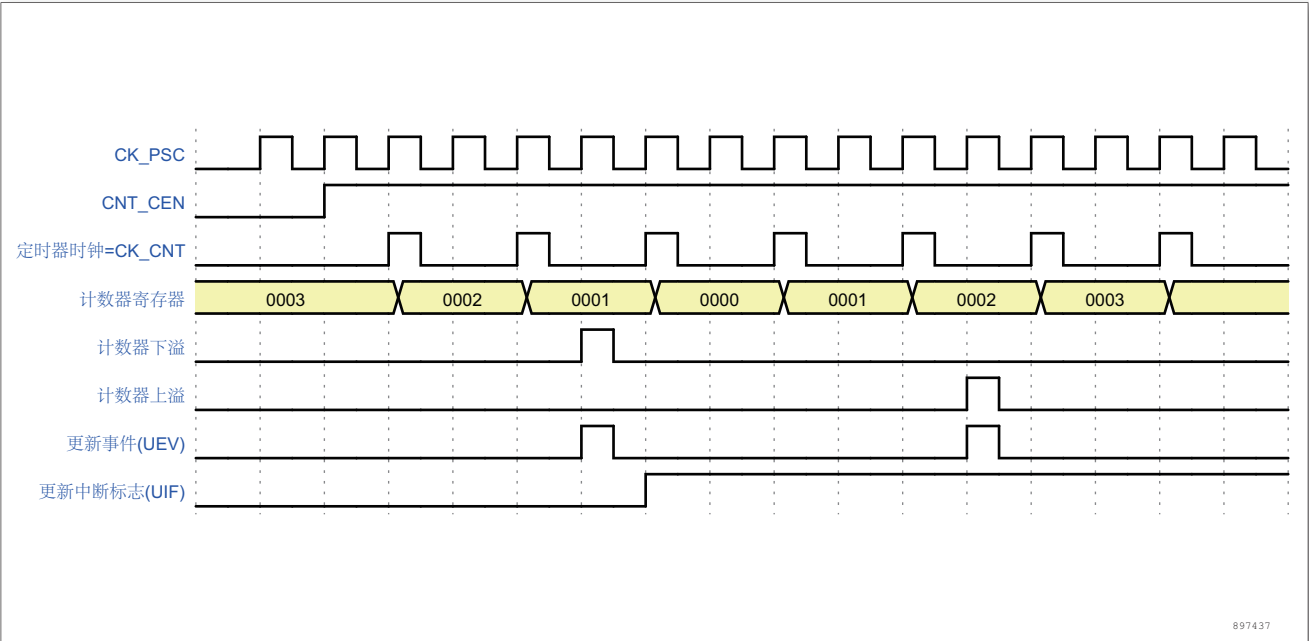 CK_PSC
CNT_CEN
定时器时钟=CK_CNT
计数器寄存器 0003 0002 0001 0000 0001 0002 0003
计数器下溢
计数器上溢
更新事件(UEV)
更新中断标志(UIF)
897437